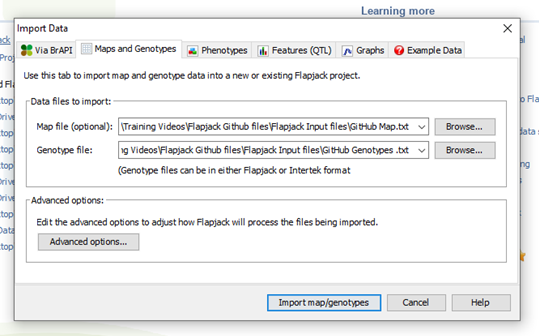 Learning more
Import Data
Via BrAPI Maps and Genotypes Phenotypes Features (QTL) Graphs Example Data
Use this tab to import map and genotype data into a new or existing Flapjack project.
Data files to import:
Map file (optional): \Training Videos\Flapjack Github files\Flapjack Input files\GitHub Map.txt Browse...
Genotype file: ng Videos\Flapjack Github files\Flapjack Input files\GitHub Genotypes .txt Browse...
(Genotype files can be in either Flapjack or Intertek format
Advanced options:
Edit the advanced options to adjust how Flapjack will process the files being imported.
Advanced options...
Import map/genotypes Cancel Help